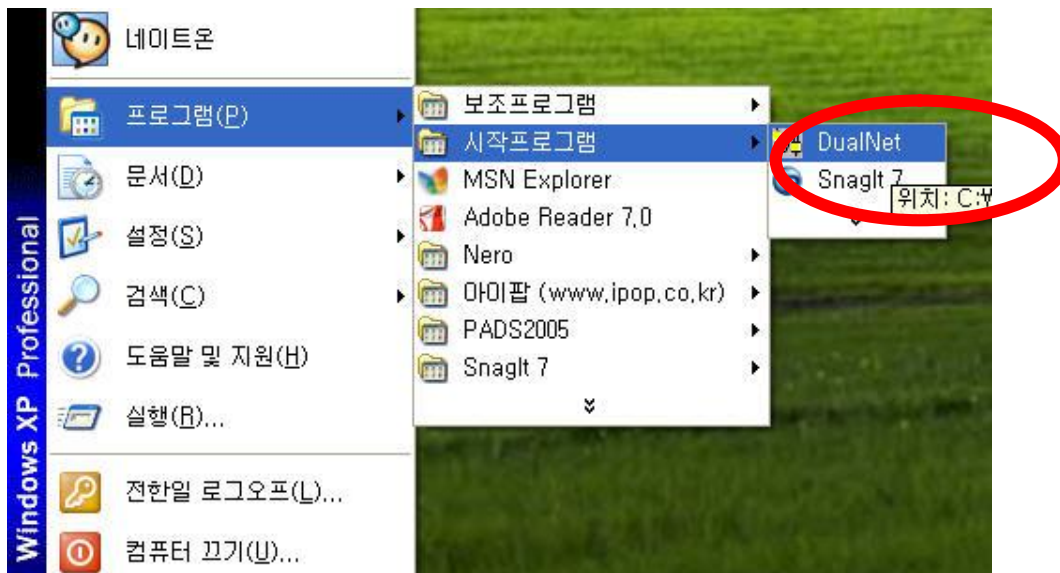 Windows XP Professional
네이트온
프로그램(P)
문서(D)
설정(S)
검색(C)
도움말 및 지원(H)
실행(R)...
전한일 로그오프(L)...
컴퓨터 끄기(U)...
보조프로그램
시작프로그램
MSN Explorer
Adobe Reader 7.0
Nero
아이팝 (www.ipop.co.kr)
PADS2005
SnagIt 7
DualNet
SnagIt 7
위치: C:\